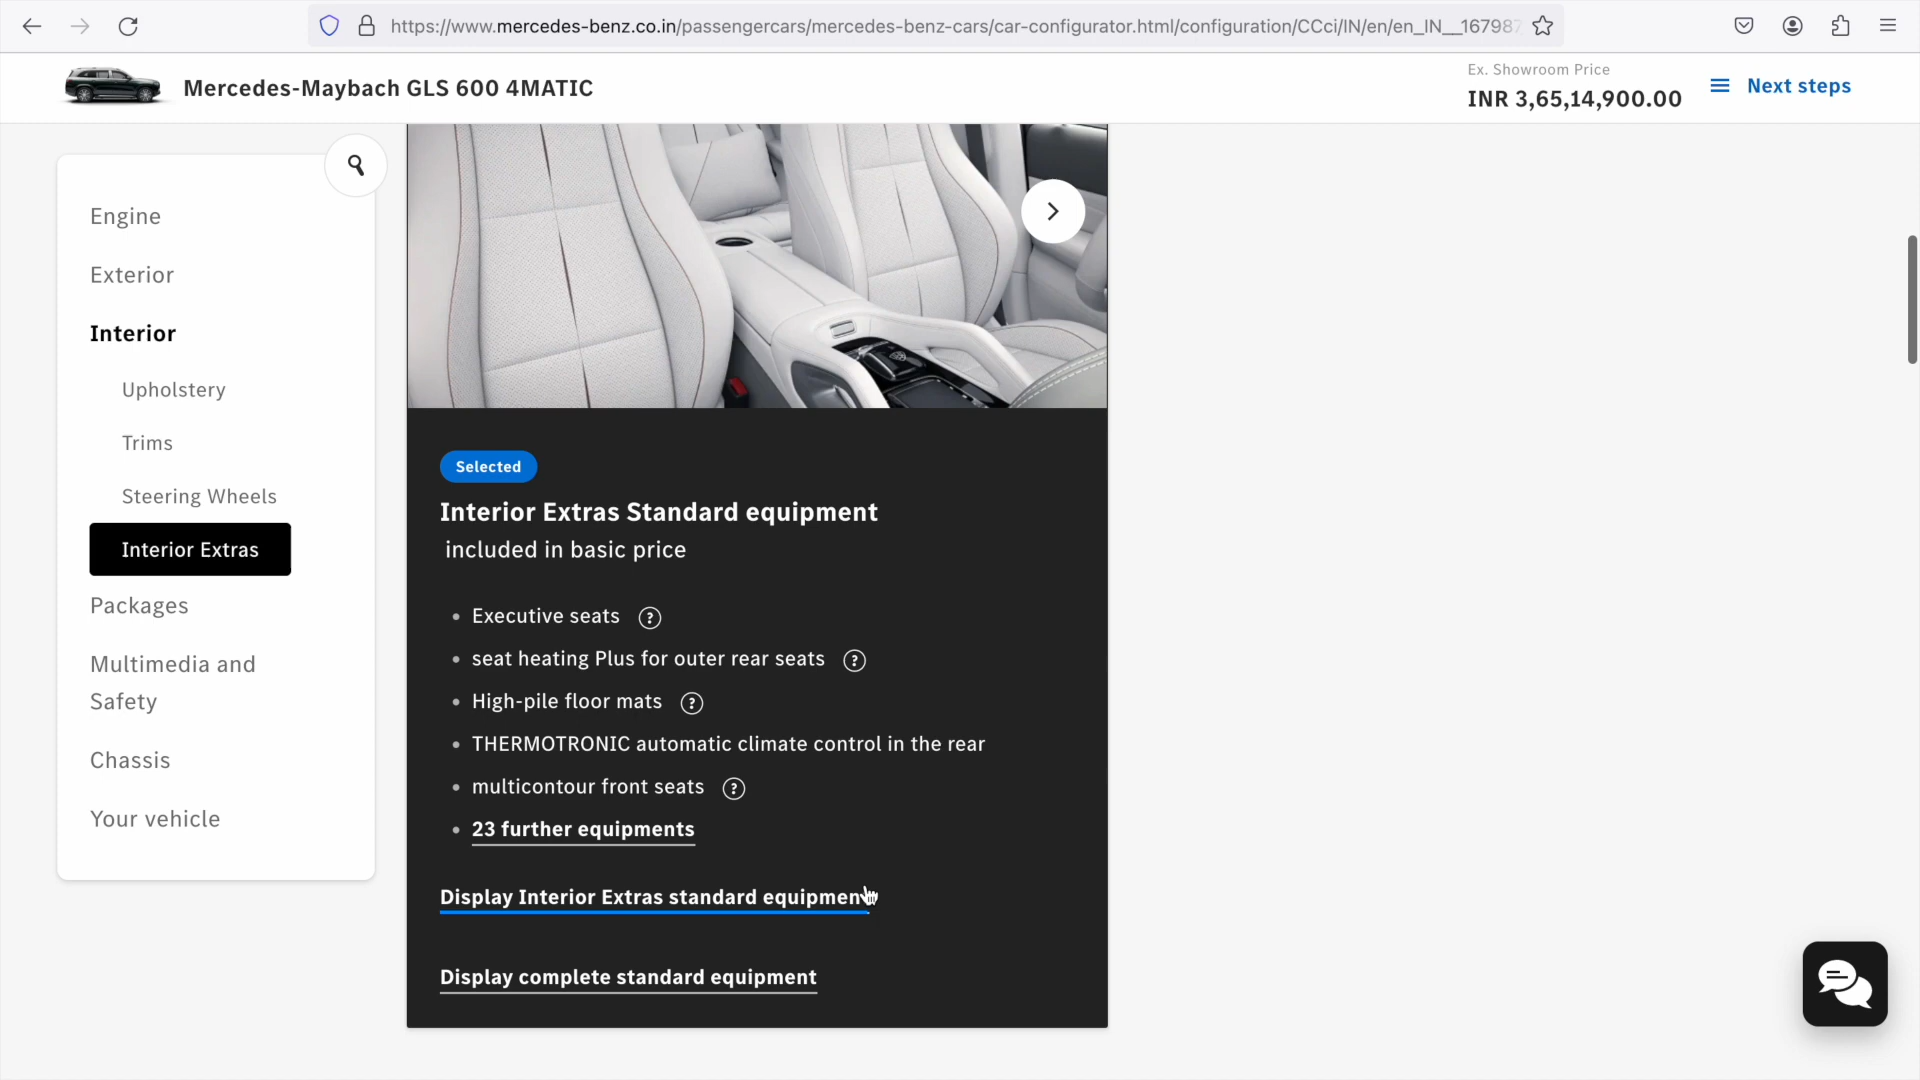 https://www.mercedes-benz.co.in/passengercars/mercedes-benz-cars/car-configurator.html/configuration/CCci/IN/en/en_IN__16798
Mercedes-Maybach GLS 600 4MATIC
Ex. Showroom Price
INR 3,65,14,900.00
Next steps
Engine
Exterior
Interior
Upholstery
Trims
Steering Wheels
Interior Extras
Packages
Multimedia and
Safety
Chassis
Your vehicle
Selected
Interior Extras Standard equipment
included in basic price
• Executive seats ?
• seat heating Plus for outer rear seats ?
• High-pile floor mats ?
• THERMOTRONIC automatic climate control in the rear
• multicontour front seats ?
• 23 further equipments
Display Interior Extras standard equipment
Display complete standard equipment